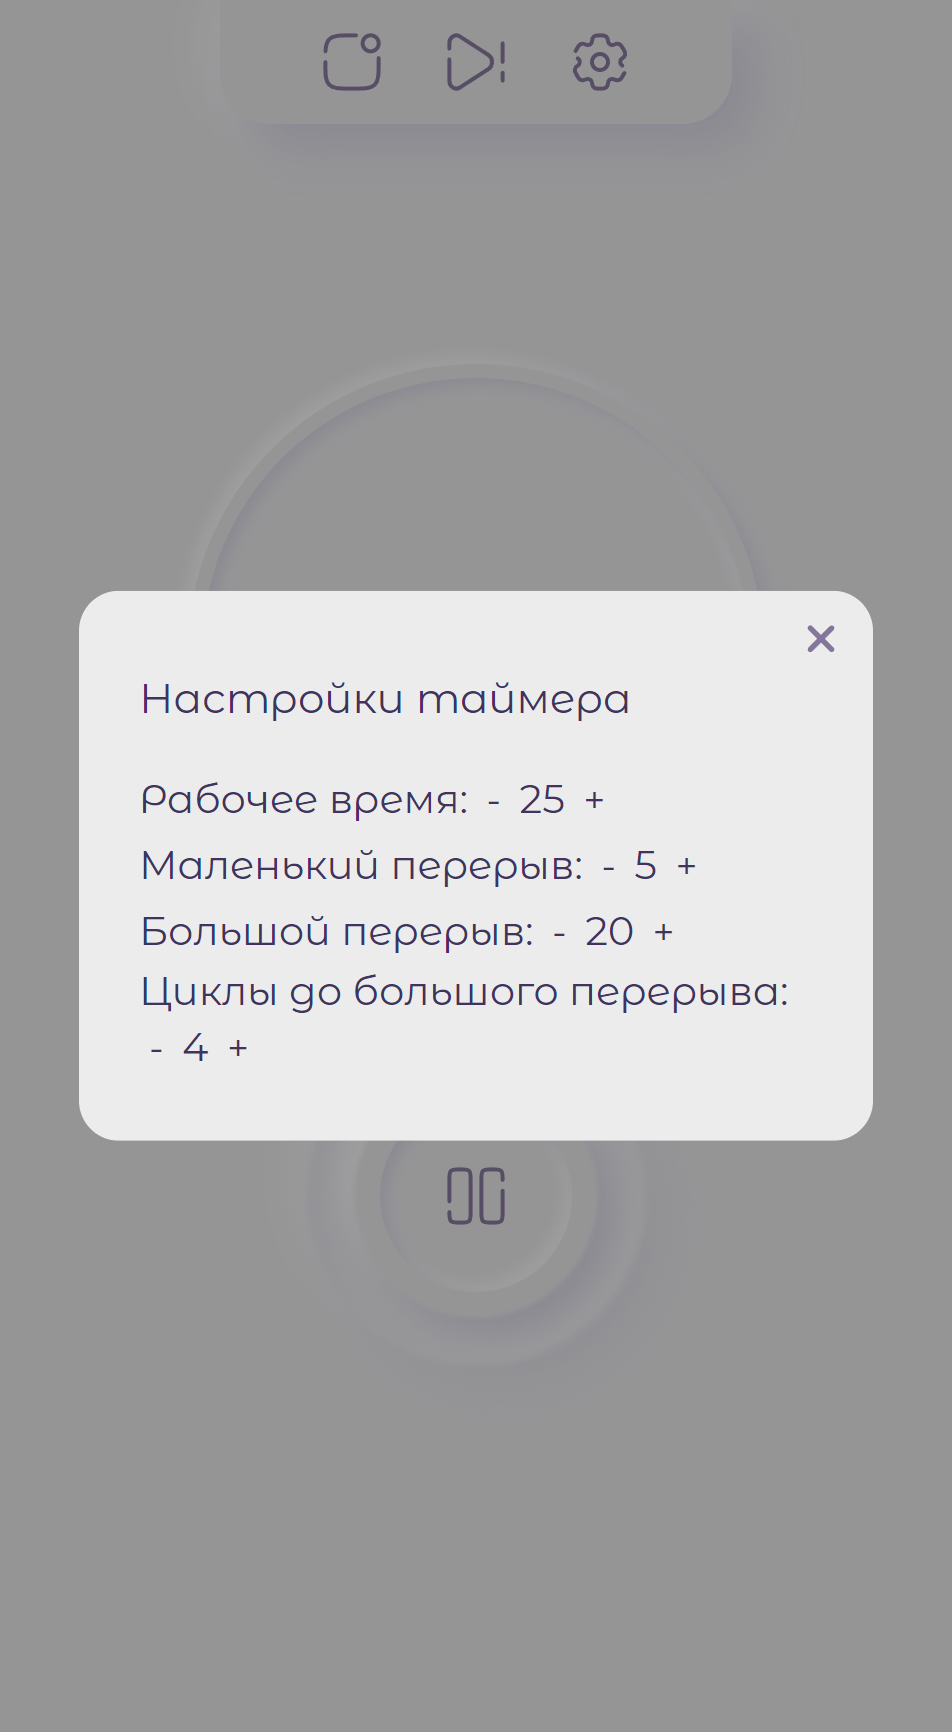 Настройки таймера
Рабочее время: - 25 +
Маленький перерыв: - 5 +
Большой перерыв: - 20 +
Циклы до большого перерыва:
- 4 +